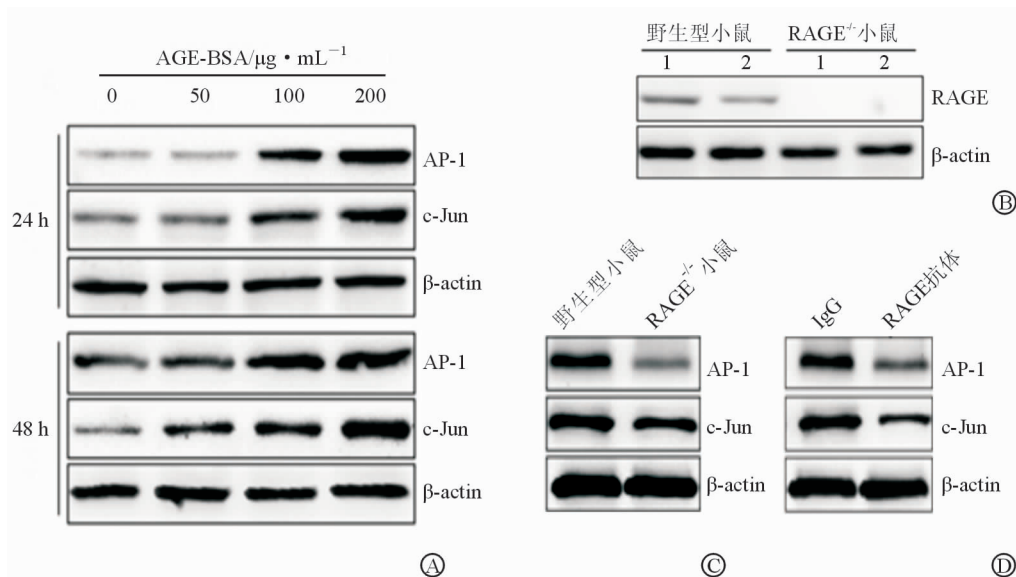 AGE-BSA/μg·mL⁻¹
0 50 100 200
24 h
AP-1
c-Jun
β-actin
48 h
AP-1
c-Jun
β-actin
A
野生型小鼠 RAGE⁻/⁻小鼠
1 2 1 2
RAGE
β-actin
B
野生型小鼠 RAGE⁻/⁻小鼠
AP-1
c-Jun
β-actin
C
IgG RAGE抗体
AP-1
c-Jun
β-actin
D